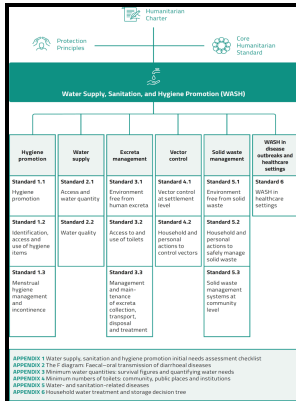 Humanitarian
Charter
Protection
Principles
Core
Humanitarian
Standard
Water Supply, Sanitation, and Hygiene Promotion (WASH)
Hygiene
promotion
Standard 1.1
Hygiene
promotion
Standard 1.2
Identification,
access and
use of hygiene
items
Standard 1.3
Menstrual
hygiene
management
and
incontinence
Water
supply
Standard 2.1
Access and
water quantity
Standard 2.2
Water quality
Excreta
management
Standard 3.1
Environment
free from
human excreta
Standard 3.2
Access to and
use of toilets
Standard 3.3
Management
and main-
tenance of
excreta
collection,
transport,
disposal
and treatment
Vector
control
Standard 4.1
Vector control
at settlement
level
Standard 4.2
Household and
personal
actions to
control vectors
Solid waste
management
Standard 5.1
Environment
free from solid
waste
Standard 5.2
Household and
personal
actions to
safely manage
solid waste
Standard 5.3
Solid waste
management
systems at
community level
WASH in
disease
outbreaks and
healthcare
settings
Standard 6
WASH in
healthcare
settings
APPENDIX 1 Water supply, sanitation and hygiene promotion initial needs assessment checklist
APPENDIX 2 The F diagram: Faecal–oral transmission of diarrhoeal diseases
APPENDIX 3 Minimum water quantities: survival figures and quantifying water needs
APPENDIX 4 Minimum numbers of toilets: community, public places and institutions
APPENDIX 5 Water- and sanitation-related diseases
APPENDIX 6 Household water treatment and storage decision tree